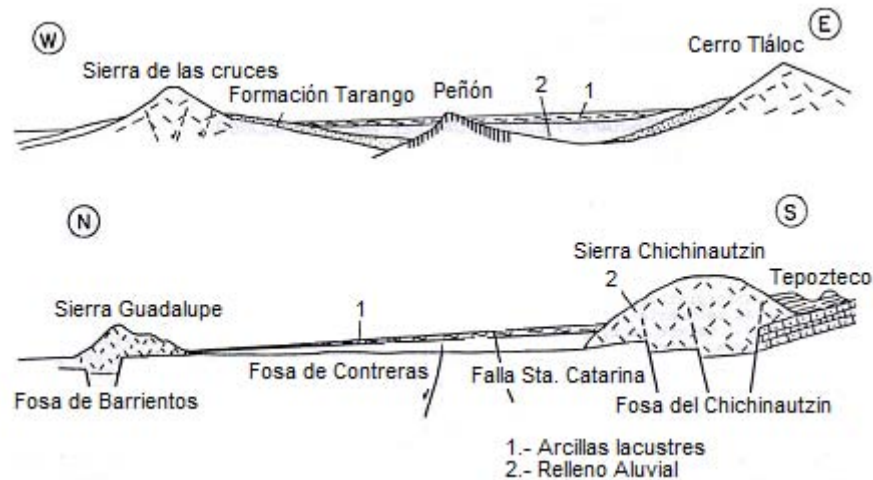 W
E
Cerro Tláloc
Sierra de las cruces
Formación Tarango
Peñón
2
1
N
S
Sierra Chichinautzin
2
Tepozteco
Sierra Guadalupe
1
Fosa de Contreras
Falla Sta. Catarina
Fosa de Barrientos
Fosa del Chichinautzin
1.- Arcillas lacustres
2.- Relleno Aluvial